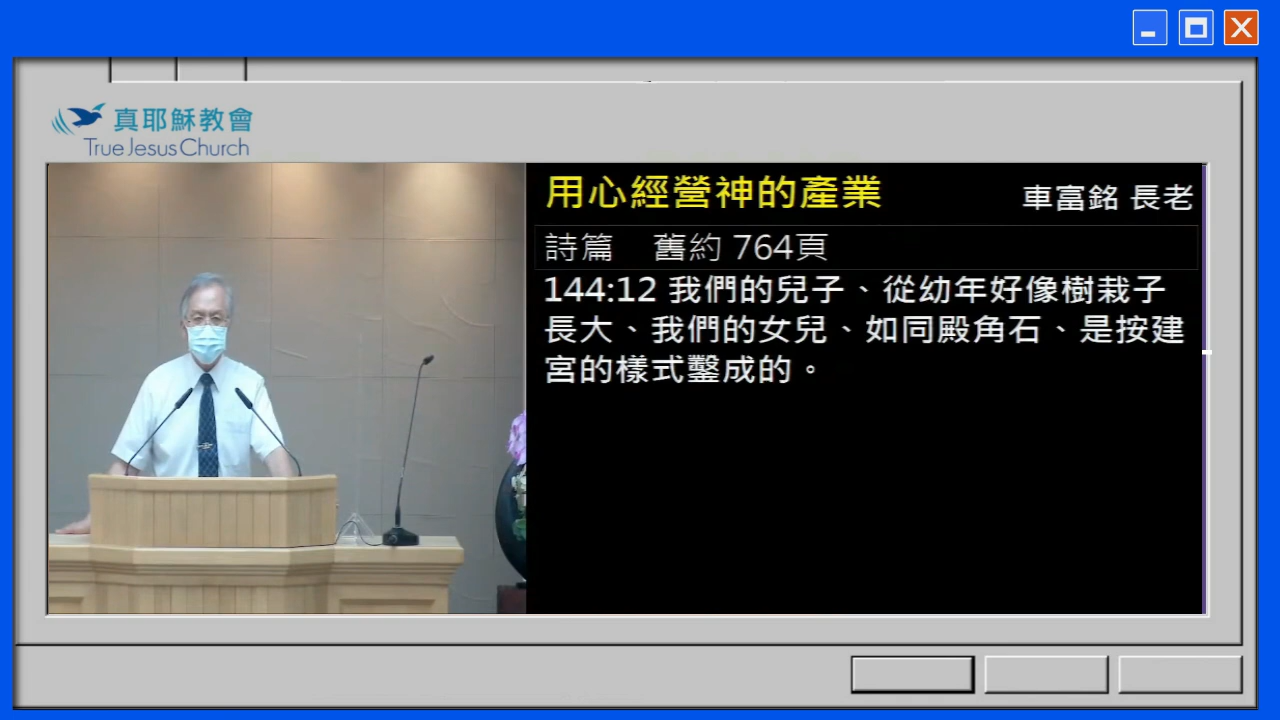 真耶穌教會
True Jesus Church
用心經營神的產業
車富銘 長老
詩篇 舊約 764頁
144:12 我們的兒子、從幼年好像樹栽子
長大、我們的女兒、如同殿角石、是按建
宮的樣式鑿成的。